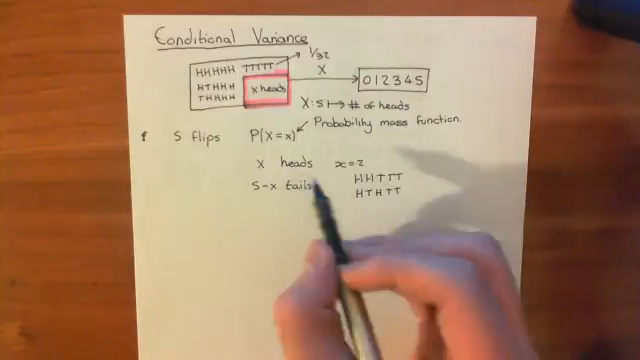 Conditional Variance
HHHHH TTTTT 1/32
HTHHH
THHHH
x heads
X
0 1 2 3 4 5
X: s ↦ # of heads
5 flips P(X=x) Probability mass function.
x heads x=2
5-x tails
HHTTT
HTHTT